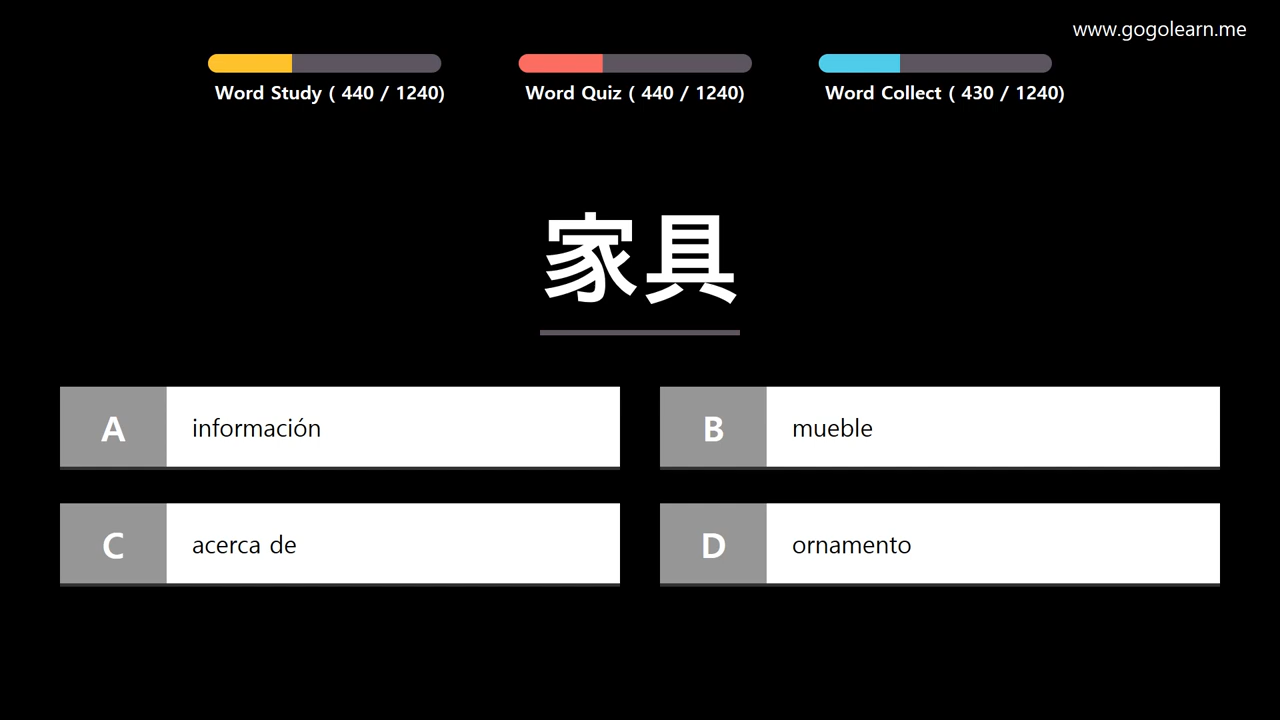 www.gogolearn.me
Word Study ( 440 / 1240)
Word Quiz ( 440 / 1240)
Word Collect ( 430 / 1240)
家具
A información
B mueble
C acerca de
D ornamento